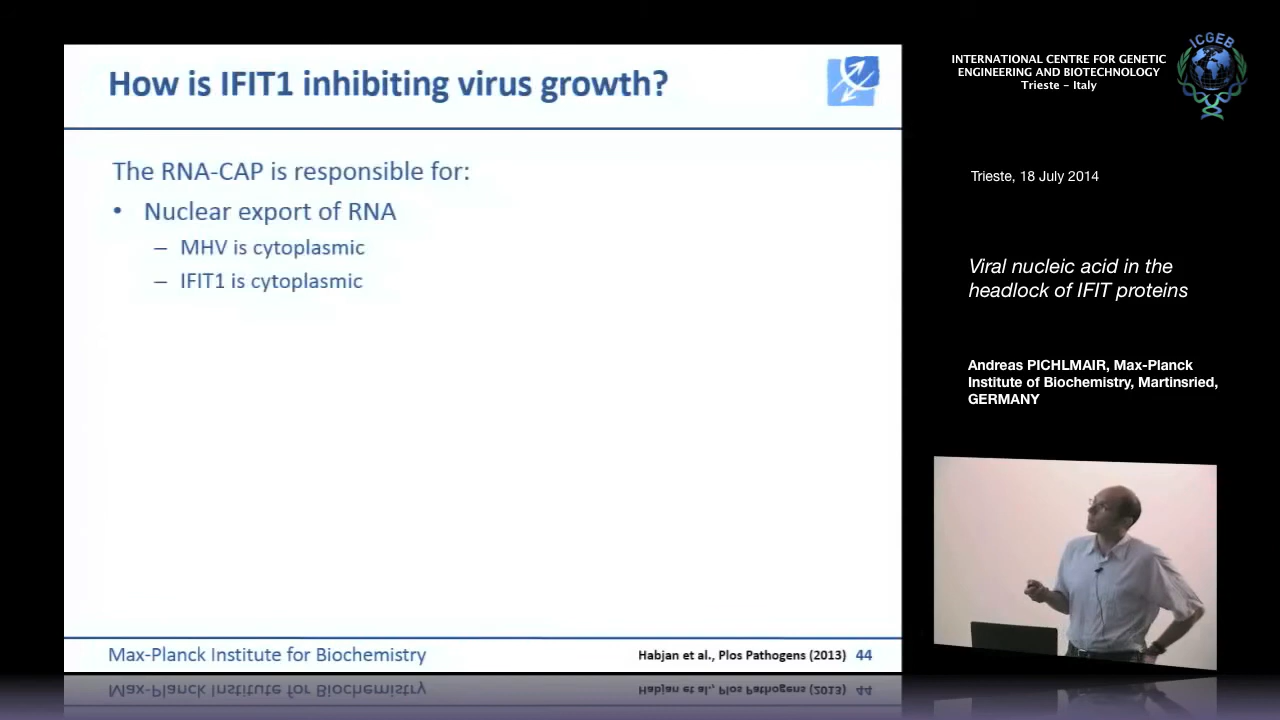 How is IFIT1 inhibiting virus growth?
The RNA-CAP is responsible for:
• Nuclear export of RNA
– MHV is cytoplasmic
– IFIT1 is cytoplasmic
Max-Planck Institute for Biochemistry
Habjan et al., Plos Pathogens (2013) 44
INTERNATIONAL CENTRE FOR GENETIC
ENGINEERING AND BIOTECHNOLOGY
Trieste - Italy
ICGEB
Trieste, 18 July 2014
Viral nucleic acid in the
headlock of IFIT proteins
Andreas PICHLMAIR, Max-Planck
Institute of Biochemistry, Martinsried,
GERMANY